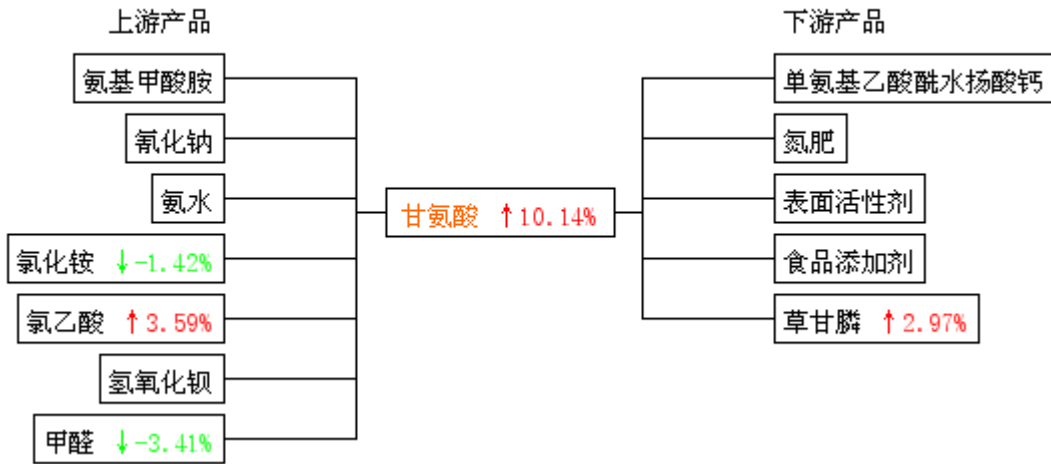 上游产品
氨基甲酸胺
氰化钠
氨水
氯化铵 ↓-1.42%
氯乙酸 ↑3.59%
氢氧化钡
甲醛 ↓-3.41%
甘氨酸 ↑10.14%
下游产品
单氨基乙酸酰水扬酸钙
氮肥
表面活性剂
食品添加剂
草甘膦 ↑2.97%